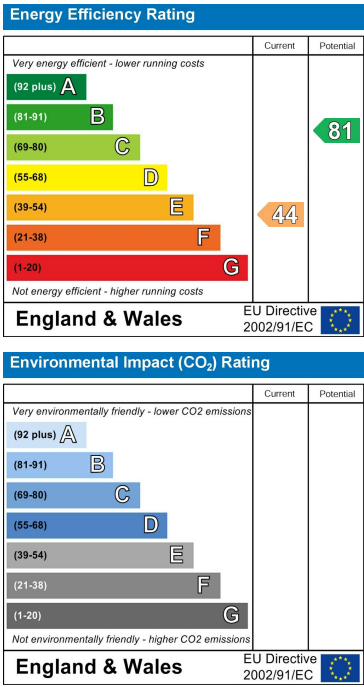 Energy Efficiency Rating
Current Potential
Very energy efficient - lower running costs
(92 plus) A
(81-91) B
81
(69-80) C
(55-68) D
(39-54) E
44
(21-38) F
(1-20) G
Not energy efficient - higher running costs
England & Wales
EU Directive
2002/91/EC
Environmental Impact (CO₂) Rating
Current Potential
Very environmentally friendly - lower CO2 emissions
(92 plus) A
(81-91) B
(69-80) C
(55-68) D
(39-54) E
(21-38) F
(1-20) G
Not environmentally friendly - higher CO2 emissions
England & Wales
EU Directive
2002/91/EC